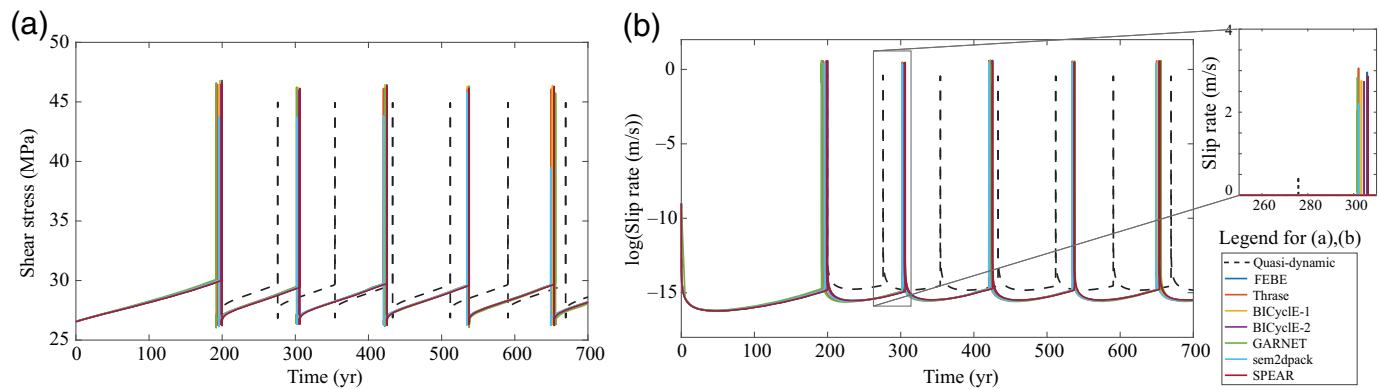 (a)
50
45
40
35
30
25
Shear stress (MPa)
0 100 200 300 400 500 600 700
Time (yr)
(b)
0
−5
−10
−15
log(Slip rate (m/s))
0 100 200 300 400 500 600 700
Time (yr)
4
2
0
Slip rate (m/s)
260 280 300
Legend for (a),(b)
Quasi-dynamic
FEBE
Thrase
BICyclE-1
BICyclE-2
GARNET
sem2dpack
SPEAR